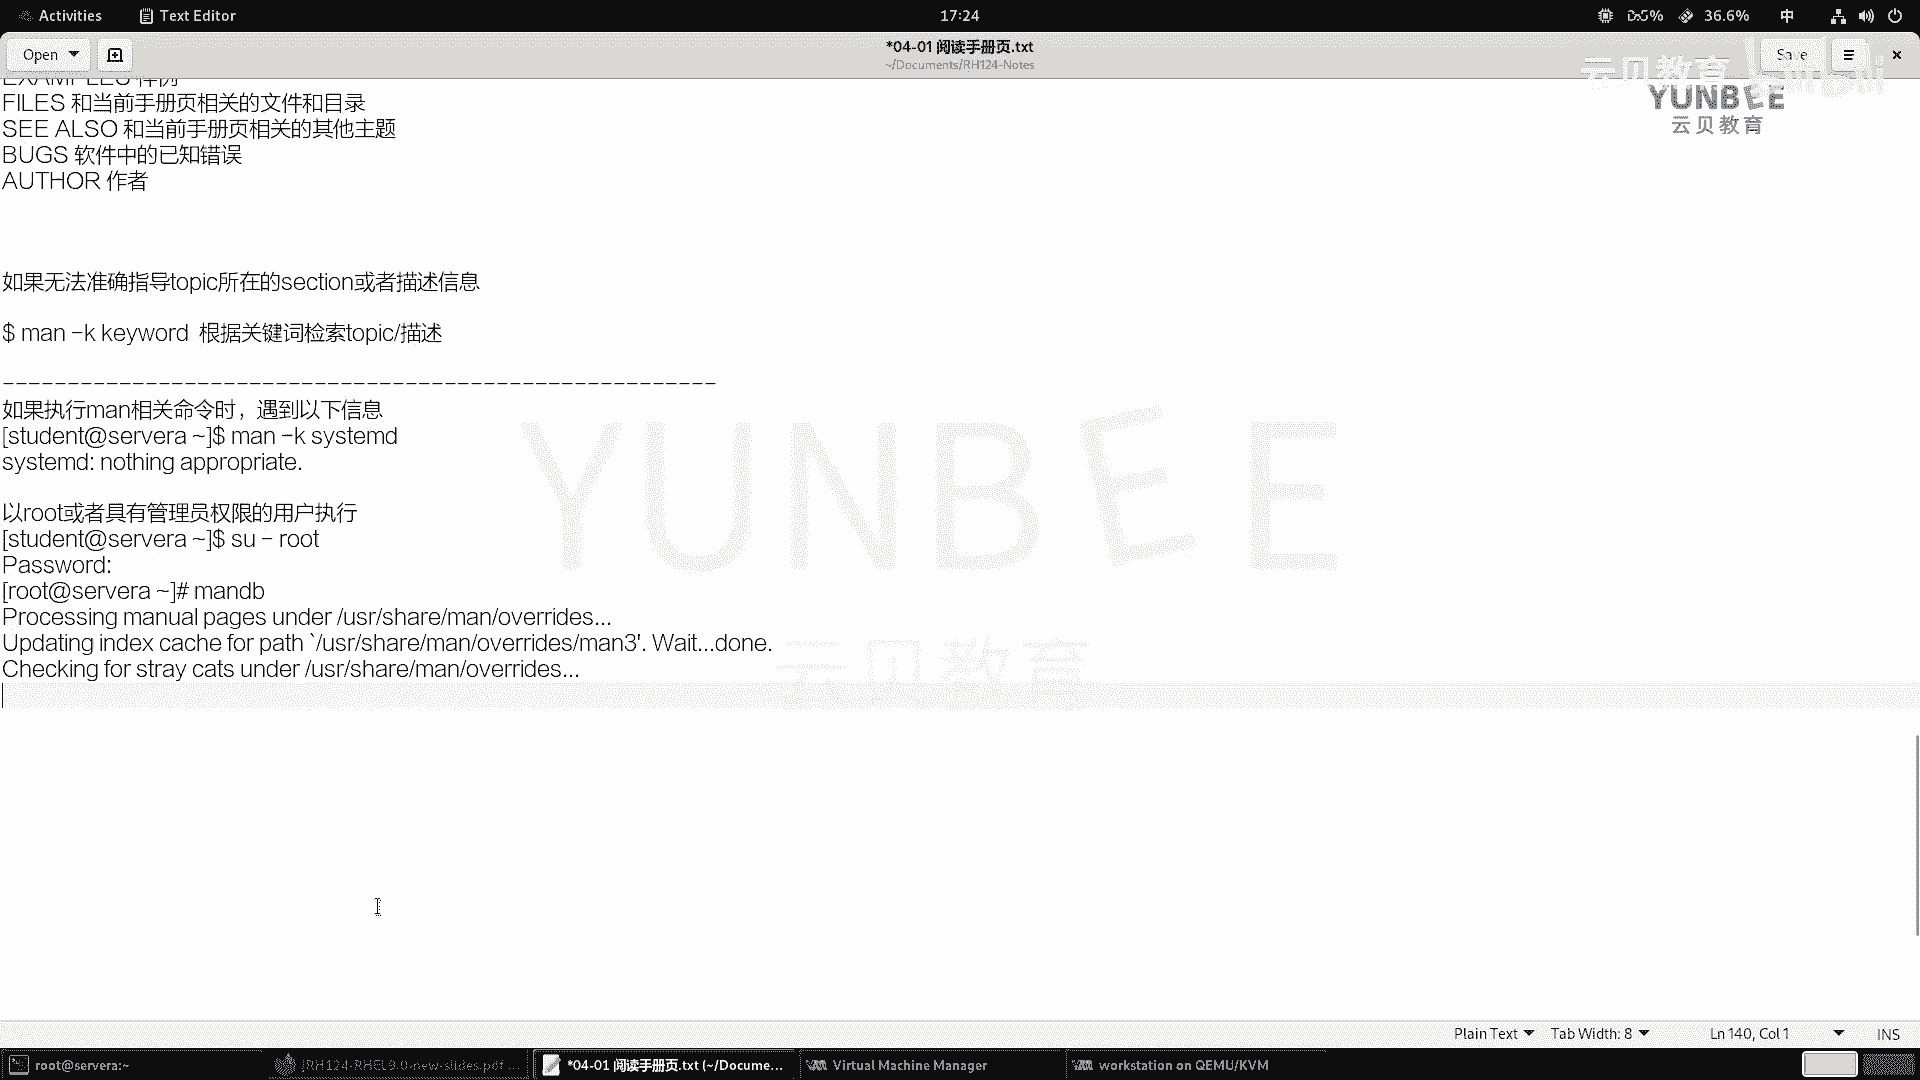 Activities
Text Editor
17:24
36.6%
中
Open
*04-01 阅读手册页.txt
~/Documents/RH124-Notes
Save
云贝教育
YUNBEE
云贝教育
EXAMPLES 样例
FILES 和当前手册页相关的文件和目录
SEE ALSO 和当前手册页相关的其他主题
BUGS 软件中的已知错误
AUTHOR 作者
如果无法准确指导topic所在的section或者描述信息
$ man -k keyword 根据关键词检索topic/描述
-------------------------------------------------------
如果执行man相关命令时，遇到以下信息
[student@servera ~]$ man -k systemd
systemd: nothing appropriate.
以root或者具有管理员权限的用户执行
[student@servera ~]$ su - root
Password:
[root@servera ~]# mandb
Processing manual pages under /usr/share/man/overrides...
Updating index cache for path `/usr/share/man/overrides/man3'. Wait...done.
Checking for stray cats under /usr/share/man/overrides...
YUNBEE
云贝教育
Plain Text
Tab Width: 8
Ln 140, Col 1
INS
root@servera:~
[RH124-RHEL9.0-new-slides.pdf ...
*04-01 阅读手册页.txt (~/Docume...
Virtual Machine Manager
workstation on QEMU/KVM